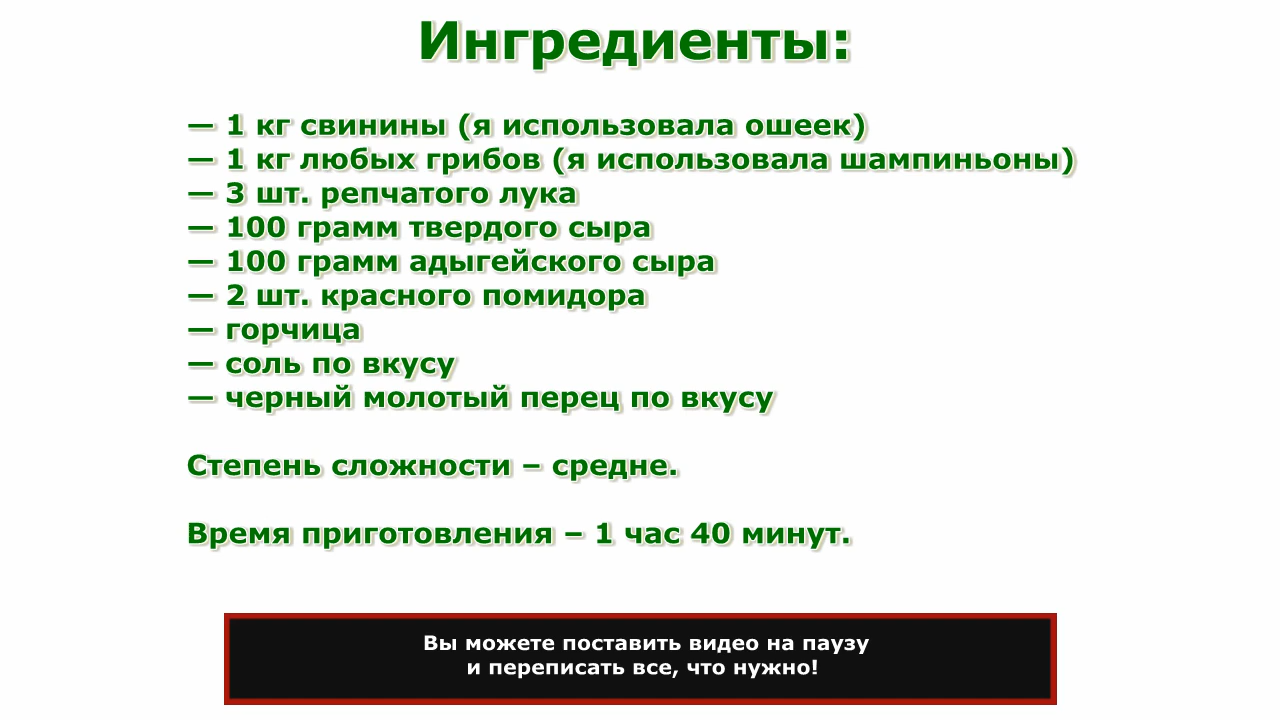 Ингредиенты:
— 1 кг свинины (я использовала ошеек)
— 1 кг любых грибов (я использовала шампиньоны)
— 3 шт. репчатого лука
— 100 грамм твердого сыра
— 100 грамм адыгейского сыра
— 2 шт. красного помидора
— горчица
— соль по вкусу
— черный молотый перец по вкусу
Степень сложности – средне.
Время приготовления – 1 час 40 минут.
Вы можете поставить видео на паузу
и переписать все, что нужно!